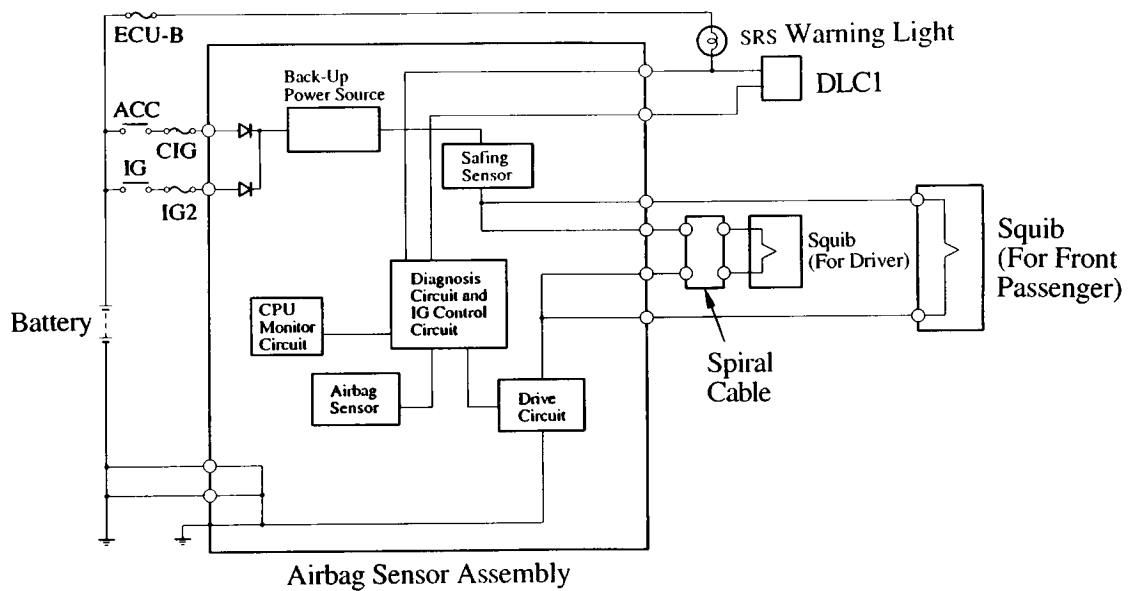 ECU-B
SRS Warning Light
DLC1
Back-Up
Power Source
ACC
CIG
IG
IG2
Safing
Sensor
Squib
(For Driver)
Squib
(For Front
Passenger)
Battery
Diagnosis
Circuit and
IG Control
Circuit
CPU
Monitor
Circuit
Spiral
Cable
Airbag
Sensor
Drive
Circuit
Airbag Sensor Assembly